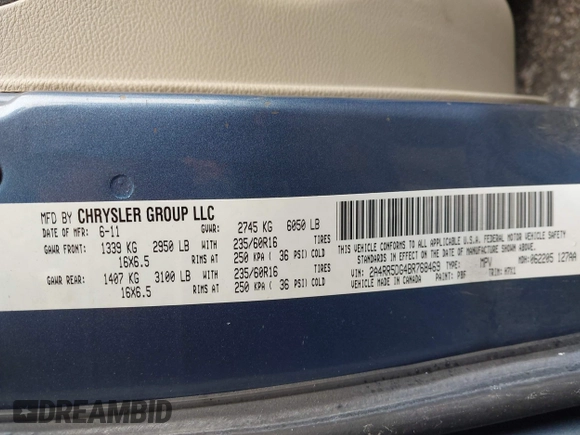 MFD BY CHRYSLER GROUP LLC
DATE OF MFR: 6-11 GVWR: 2745 KG 6050 LB
GAWR FRONT: 1339 KG 2950 LB WITH 235/60R16 TIRES
16X6.5 RIMS AT 250 KPA ( 36 PSI) COLD
GAWR REAR: 1407 KG 3100 LB WITH 235/60R16 TIRES
16X6.5 RIMS AT 250 KPA ( 36 PSI) COLD
THIS VEHICLE CONFORMS TO ALL APPLICABLE U.S.A. FEDERAL MOTOR VEHICLE SAFETY
STANDARDS IN EFFECT ON THE DATE OF MANUFACTURE SHOWN ABOVE.
VIN: 2A4RR5DG4BR768469 TYPE: MPV MDH: 062205 127AA
VEHICLE MADE IN CANADA PAINT: PBF TRIM:
DREAMBID